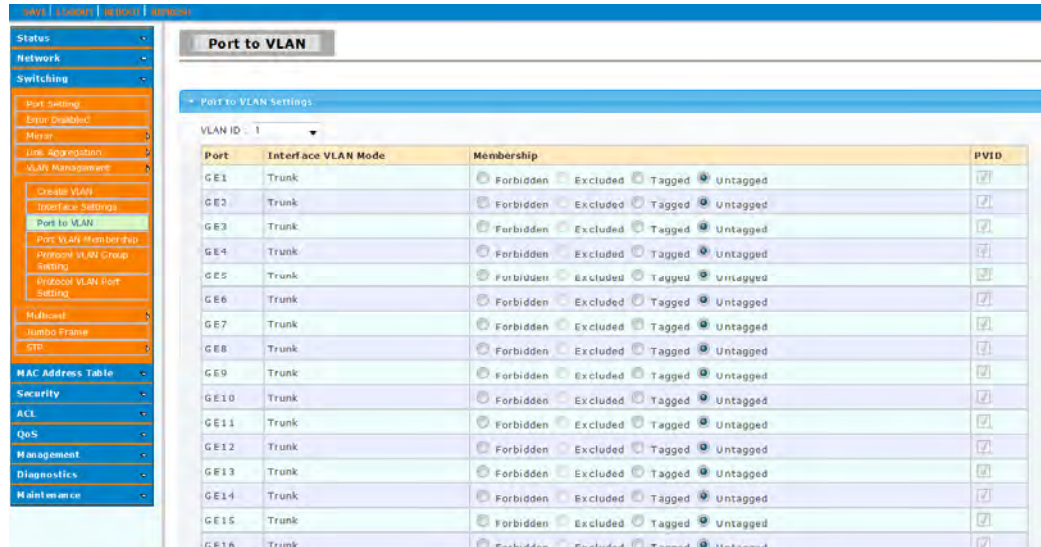 SAVE | LOGOUT | REBOOT | REFRESH
Status
Network
Switching
Port Setting
Error Disabled
Mirror
Link Aggregation
VLAN Management
Create VLAN
Interface Settings
Port to VLAN
Port VLAN Membership
Protocol VLAN Group
Setting
Protocol VLAN Port
Setting
Multicast
Jumbo Frame
STP
MAC Address Table
Security
ACL
QoS
Management
Diagnostics
Maintenance
Port to VLAN
Port to VLAN Settings
VLAN ID : 1
Port Interface VLAN Mode Membership PVID
GE1 Trunk Forbidden Excluded Tagged Untagged
GE2 Trunk Forbidden Excluded Tagged Untagged
GE3 Trunk Forbidden Excluded Tagged Untagged
GE4 Trunk Forbidden Excluded Tagged Untagged
GE5 Trunk Forbidden Excluded Tagged Untagged
GE6 Trunk Forbidden Excluded Tagged Untagged
GE7 Trunk Forbidden Excluded Tagged Untagged
GE8 Trunk Forbidden Excluded Tagged Untagged
GE9 Trunk Forbidden Excluded Tagged Untagged
GE10 Trunk Forbidden Excluded Tagged Untagged
GE11 Trunk Forbidden Excluded Tagged Untagged
GE12 Trunk Forbidden Excluded Tagged Untagged
GE13 Trunk Forbidden Excluded Tagged Untagged
GE14 Trunk Forbidden Excluded Tagged Untagged
GE15 Trunk Forbidden Excluded Tagged Untagged
GE16 Trunk Forbidden Excluded Tagged Untagged